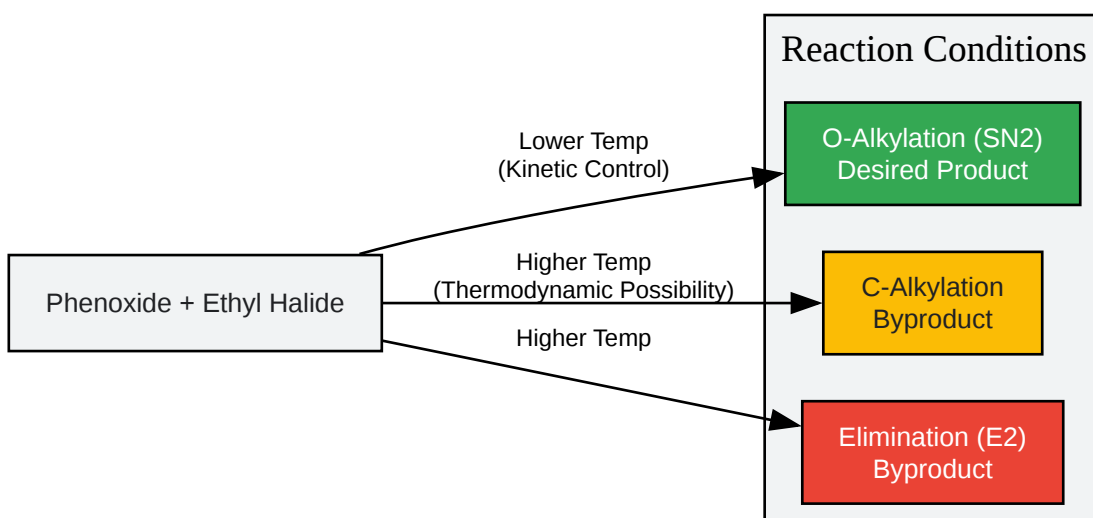 Reaction Conditions
O-Alkylation (SN2)
Desired Product
Lower Temp
(Kinetic Control)
Phenoxide + Ethyl Halide
Higher Temp
(Thermodynamic Possibility)
C-Alkylation
Byproduct
Higher Temp
Elimination (E2)
Byproduct